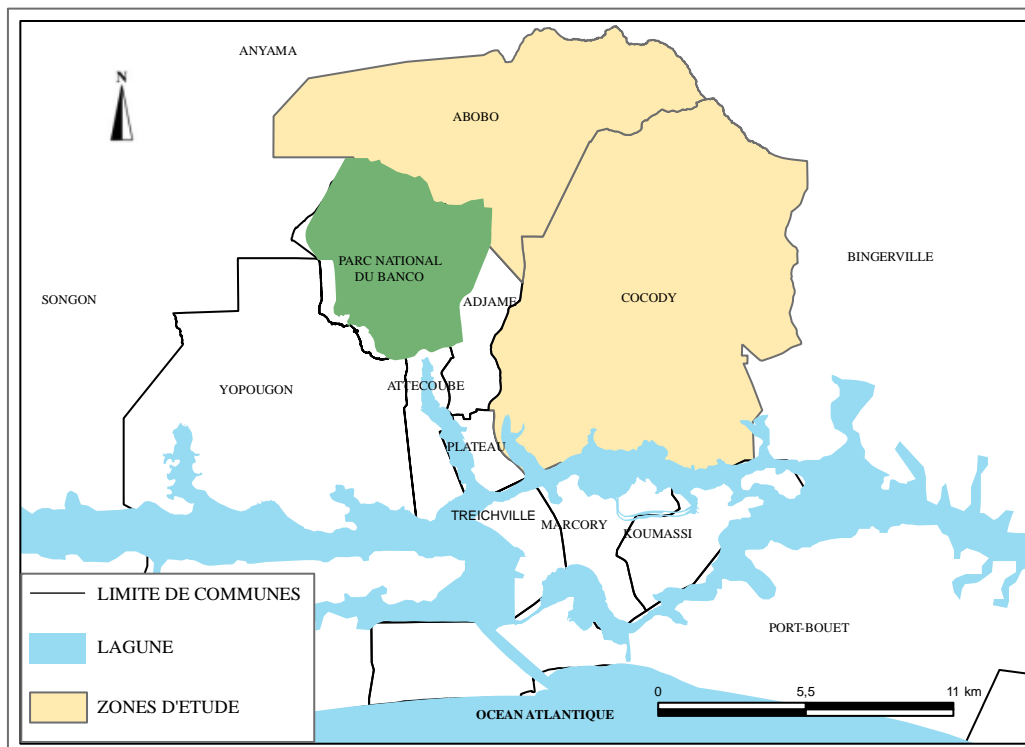 ANYAMA
N
ABOBO
PARC NATIONAL
DU BANCO
BINGERVILLE
SONGON
ADJAME
COCODY
YOPOUGON
ATTECOUBE
PLATEAU
TREICHVILLE
MARCORY
KOUMASSI
PORT-BOUET
LIMITE DE COMMUNES
LAGUNE
ZONES D'ETUDE
0 5,5 11 km
OCEAN ATLANTIQUE